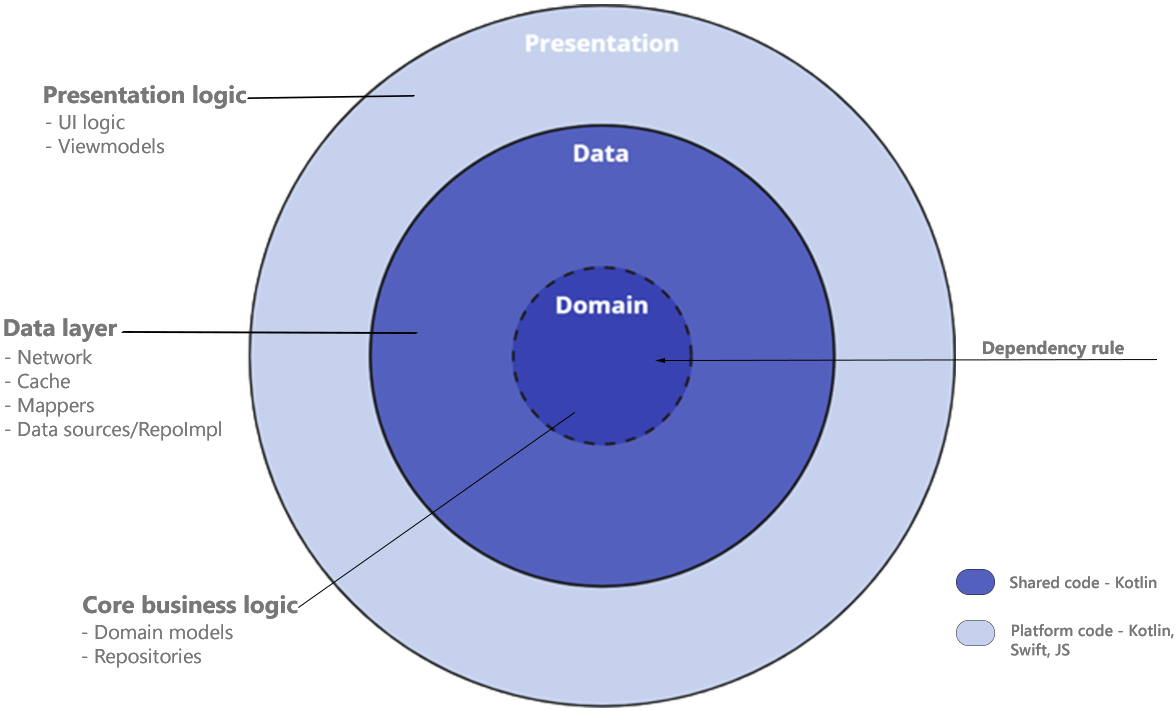 Presentation
Presentation logic
- UI logic
- Viewmodels
Data
Domain
Data layer
- Network
- Cache
- Mappers
- Data sources/RepoImpl
Dependency rule
Core business logic
- Domain models
- Repositories
Shared code - Kotlin
Platform code - Kotlin,
Swift, JS